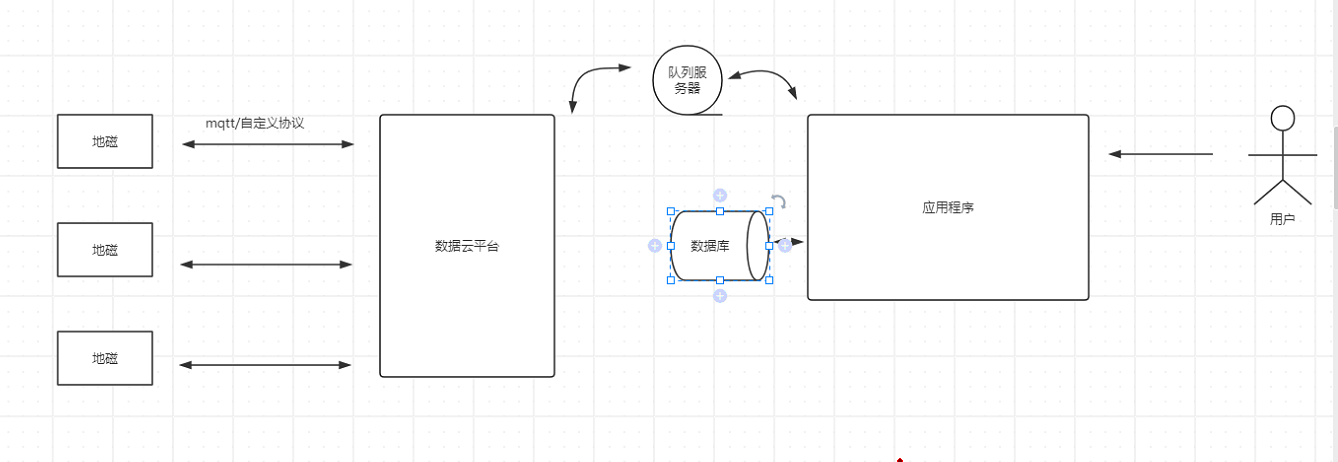 队列服
务器
mqtt/自定义协议
地磁
地磁
地磁
数据云平台
数据库
应用程序
用户